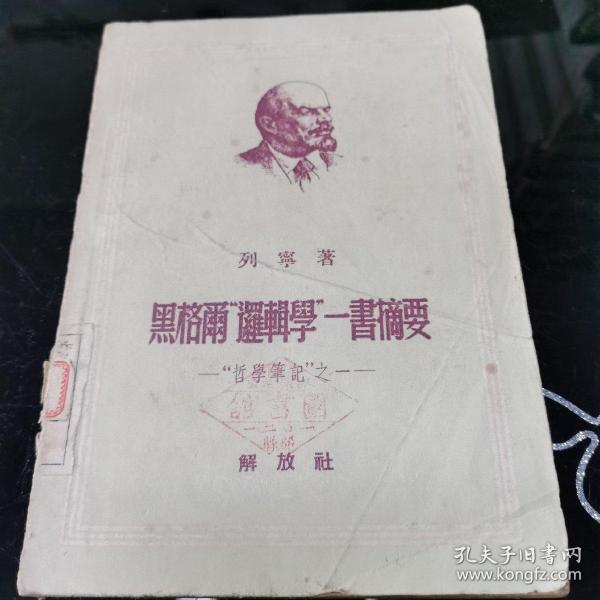 列寧著
黑格爾“邏輯學”一書摘要
—“哲學筆記”之一—
解放社
孔夫子旧书网
www.kongfz.com